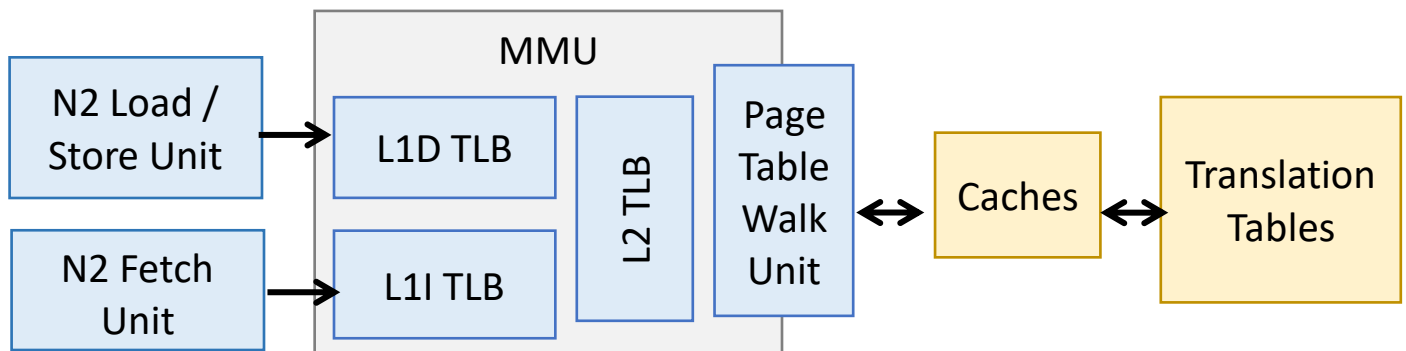 MMU
N2 Load /
Store Unit
L1D TLB
N2 Fetch
Unit
L1I TLB
L2 TLB
Page
Table
Walk
Unit
Caches
Translation
Tables